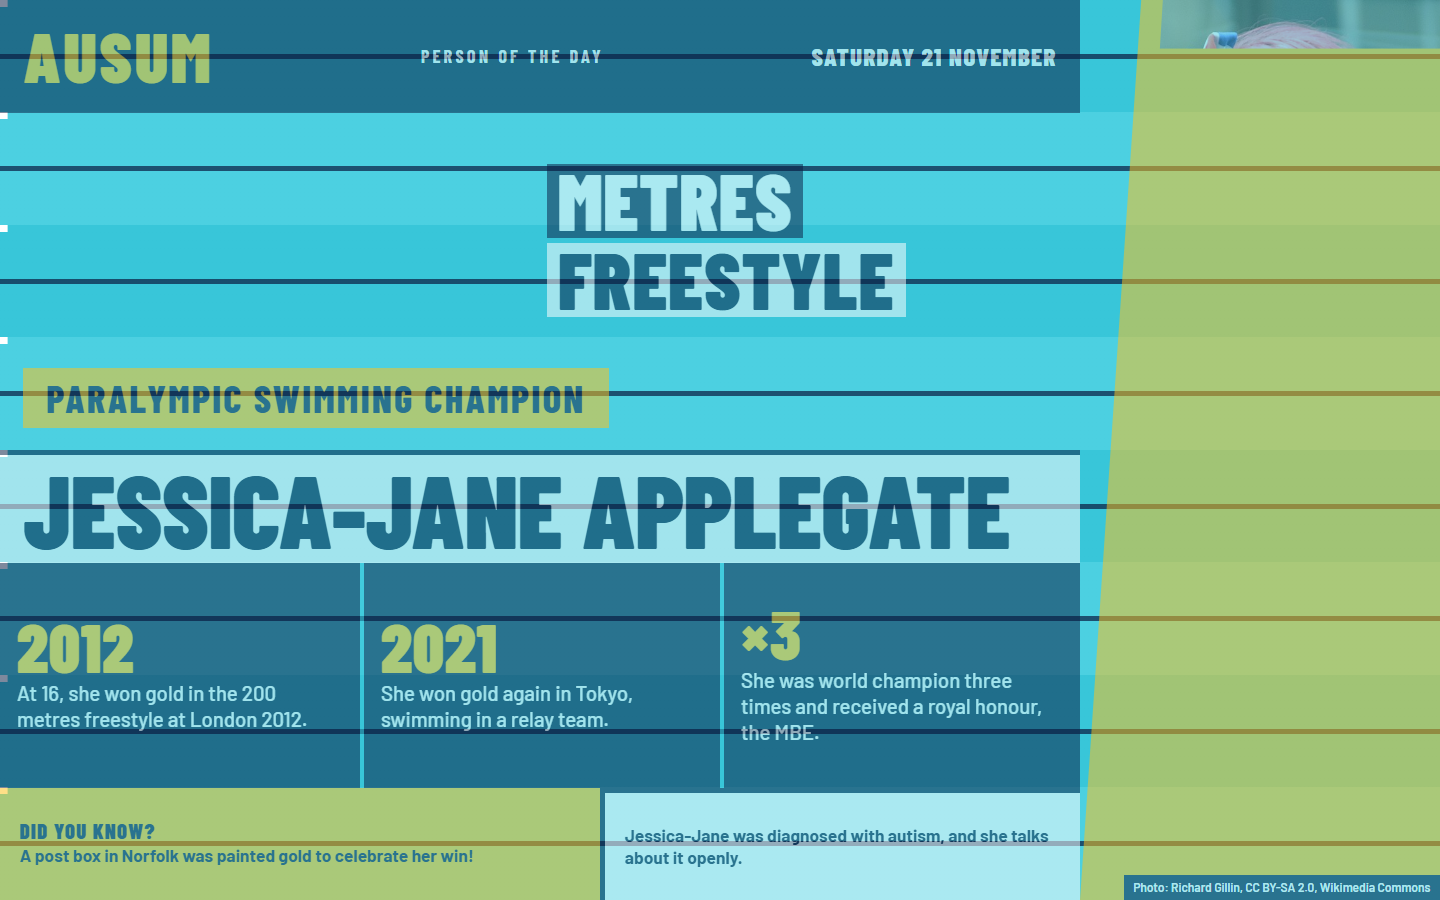 AUSUM
PERSON OF THE DAY
SATURDAY 21 NOVEMBER
METRES
FREESTYLE
PARALYMPIC SWIMMING CHAMPION
JESSICA-JANE APPLEGATE
2012
At 16, she won gold in the 200
metres freestyle at London 2012.
2021
She won gold again in Tokyo,
swimming in a relay team.
×3
She was world champion three
times and received a royal honour,
the MBE.
DID YOU KNOW?
A post box in Norfolk was painted gold to celebrate her win!
Jessica-Jane was diagnosed with autism, and she talks
about it openly.
Photo: Richard Gillin, CC BY-SA 2.0, Wikimedia Commons